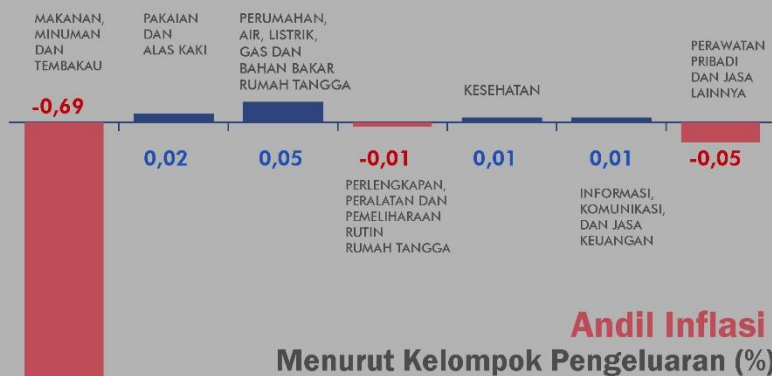 MAKANAN,
MINUMAN
DAN
TEMBAKAU
-0,69
PAKAIAN
DAN
ALAS KAKI
0,02
PERUMAHAN,
AIR, LISTRIK,
GAS DAN
BAHAN BAKAR
RUMAH TANGGA
0,05
-0,01
PERLENGKAPAN,
PERALATAN DAN
PEMELIHARAAN
RUTIN
RUMAH TANGGA
KESEHATAN
0,01
0,01
INFORMASI,
KOMUNIKASI,
DAN JASA
KEUANGAN
PERAWATAN
PRIBADI
DAN JASA
LAINNYA
-0,05
Andil Inflasi
Menurut Kelompok Pengeluaran (%)